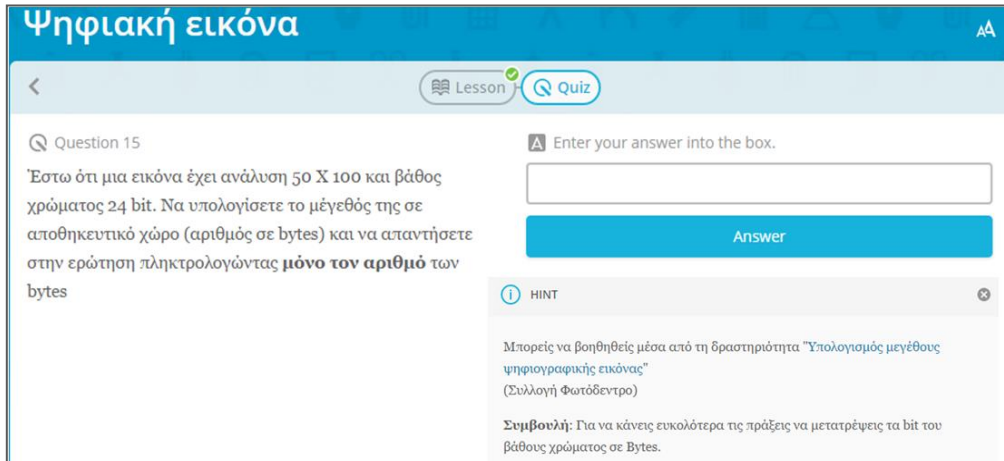 Ψηφιακή εικόνα
AA
Lesson
Quiz
Question 15
Έστω ότι μια εικόνα έχει ανάλυση 50 Χ 100 και βάθος
χρώματος 24 bit. Να υπολογίσετε το μέγεθός της σε
αποθηκευτικό χώρο (αριθμός σε bytes) και να απαντήσετε
στην ερώτηση πληκτρολογώντας μόνο τον αριθμό των
bytes
A Enter your answer into the box.
Answer
HINT
Μπορείς να βοηθηθείς μέσα από τη δραστηριότητα "Υπολογισμός μεγέθους
ψηφιογραφικής εικόνας"
(Συλλογή Φωτόδεντρο)
Συμβουλή: Για να κάνεις ευκολότερα τις πράξεις να μετατρέψεις τα bit του
βάθους χρώματος σε Bytes.